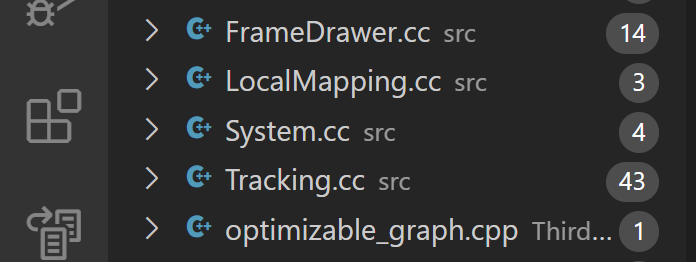 FrameDrawer.cc src 14
LocalMapping.cc src 3
System.cc src 4
Tracking.cc src 43
optimizable_graph.cpp Third... 1